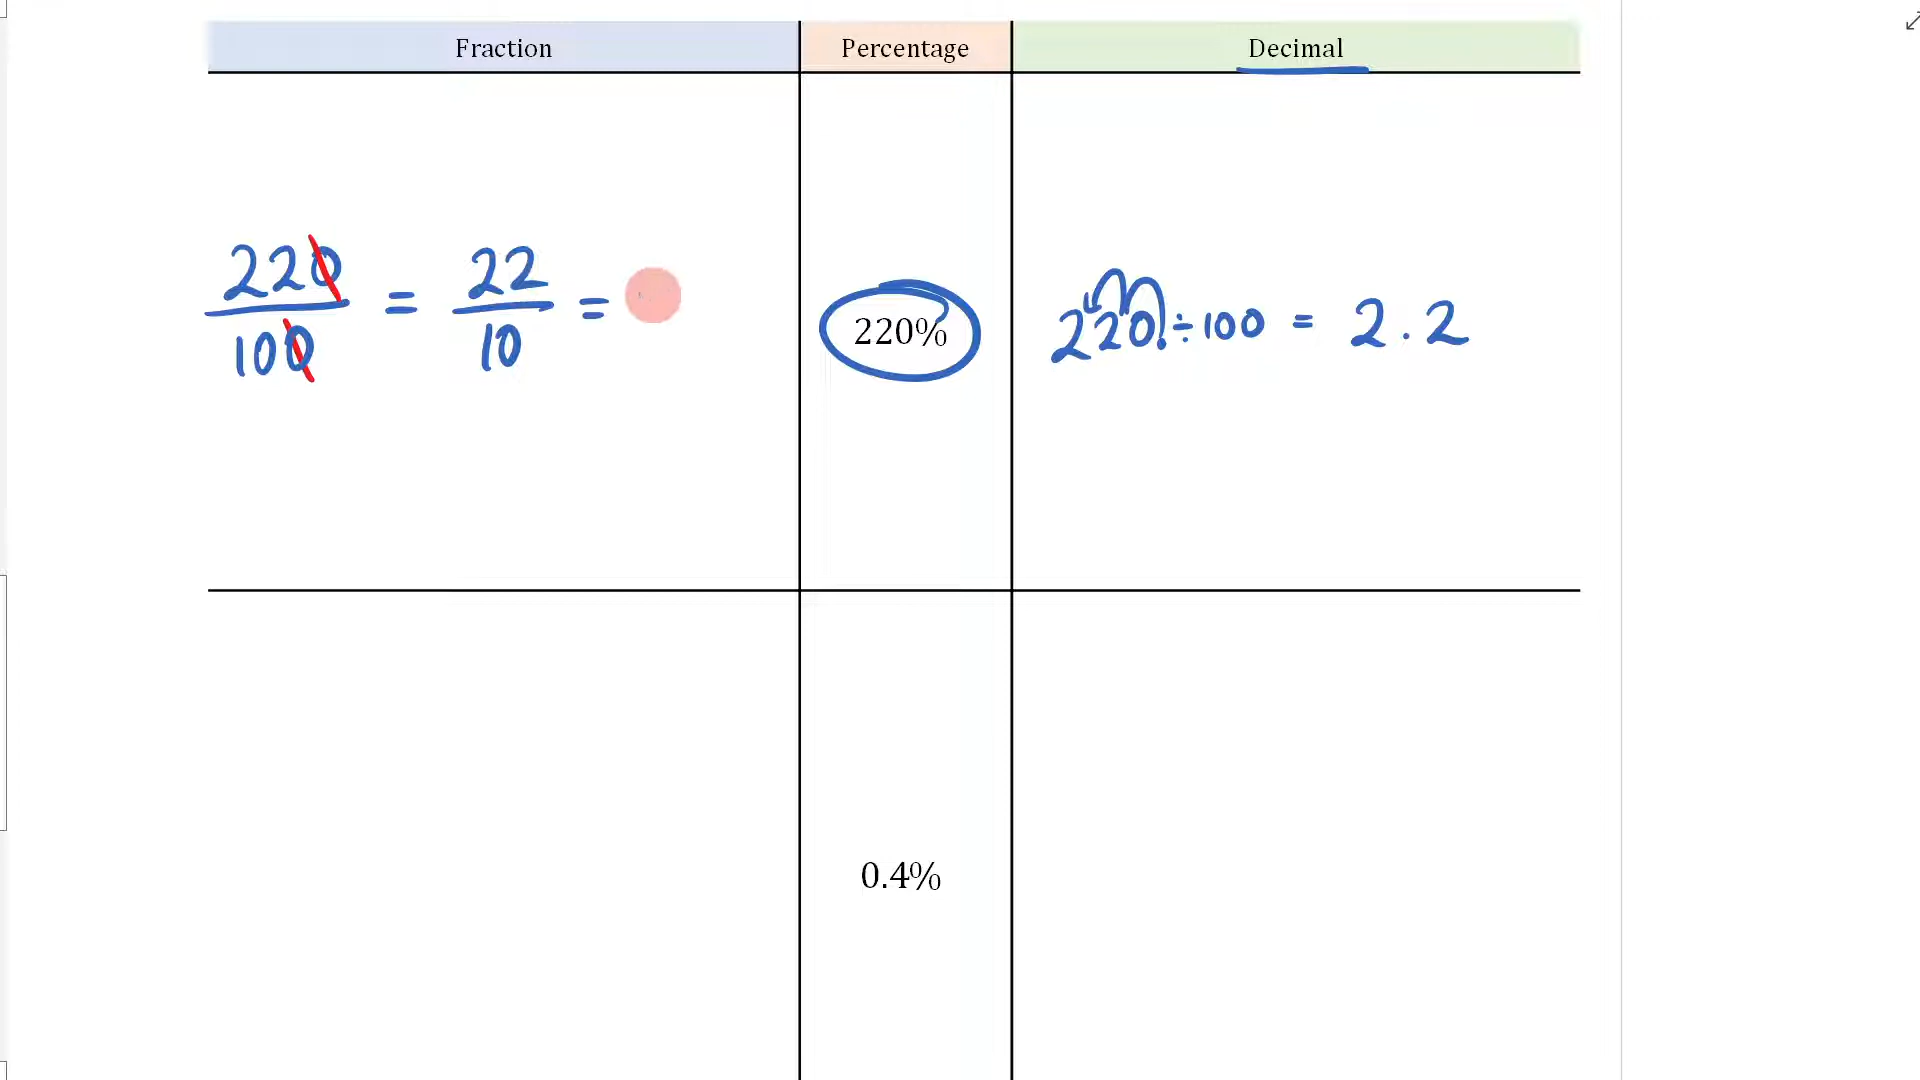 Fraction Percentage Decimal
220/100 = 22/10 = 220% 220. ÷ 100 = 2.2
0.4%